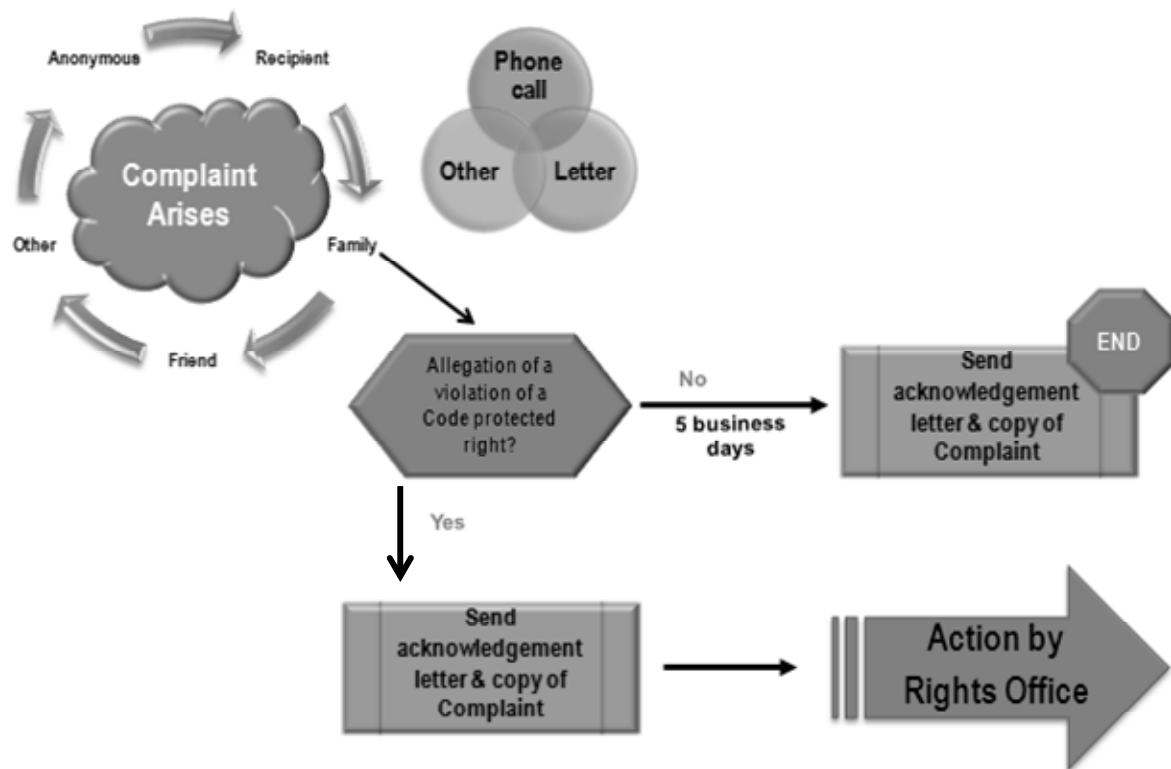 Anonymous
Recipient
Complaint
Arises
Other
Family
Friend
Phone
call
Other
Letter
Allegation of a
violation of a
Code protected
right?
No
5 business
days
END
Send
acknowledgement
letter & copy of
Complaint
Yes
Send
acknowledgement
letter & copy of
Complaint
Action by
Rights Office